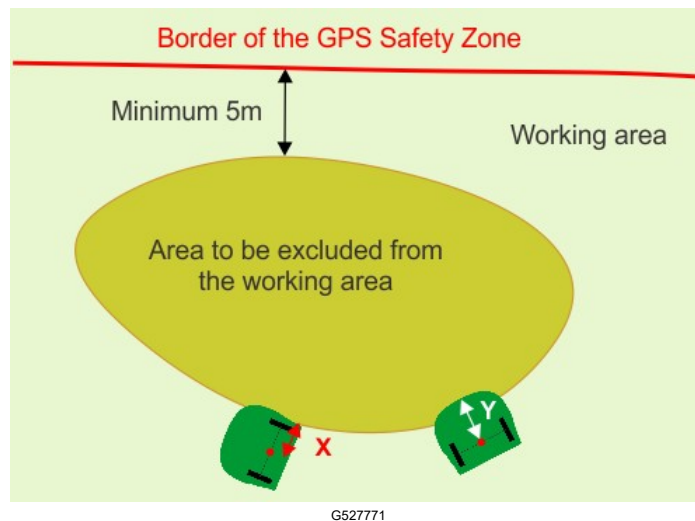 Border of the GPS Safety Zone
Minimum 5m
Working area
Area to be excluded from
the working area
X
Y
G527771